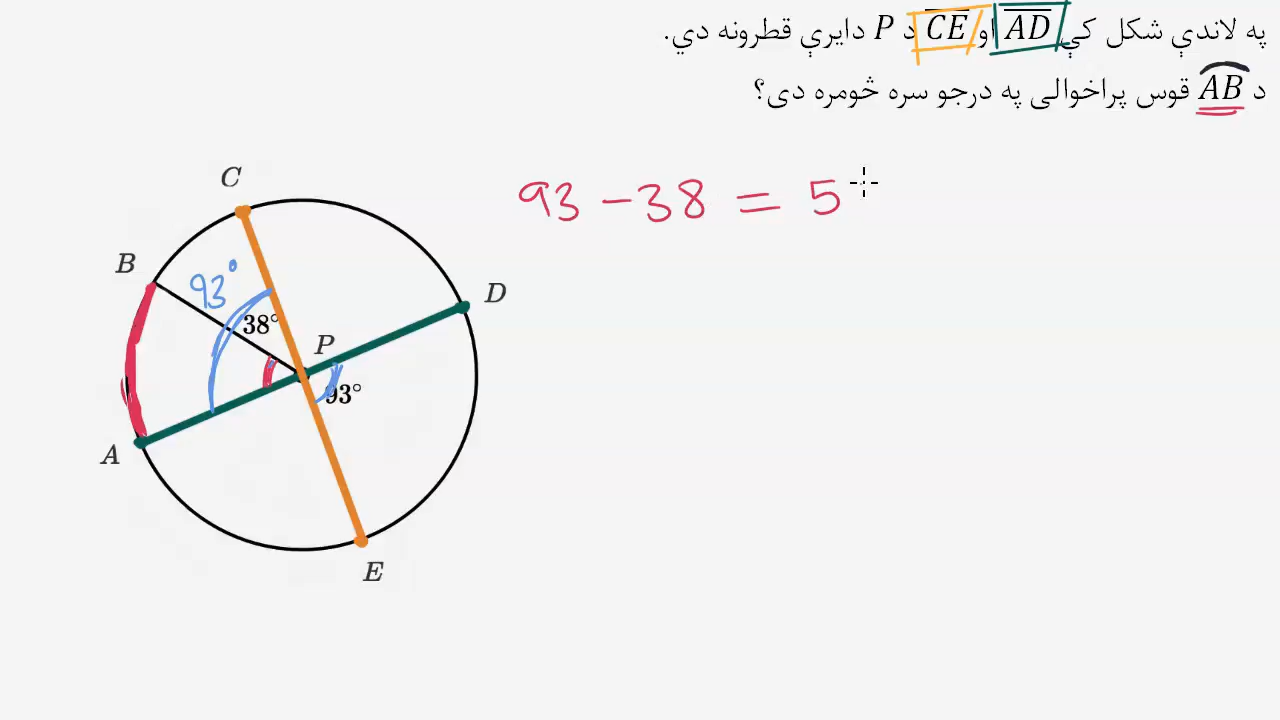 په لاندې شکل کې AD او CE د P دایرې قطرونه دي.
د AB قوس پراخوالی په درجو سره څومره دی؟
93 - 38 = 5
C
B
93°
38°
D
P
93°
A
E